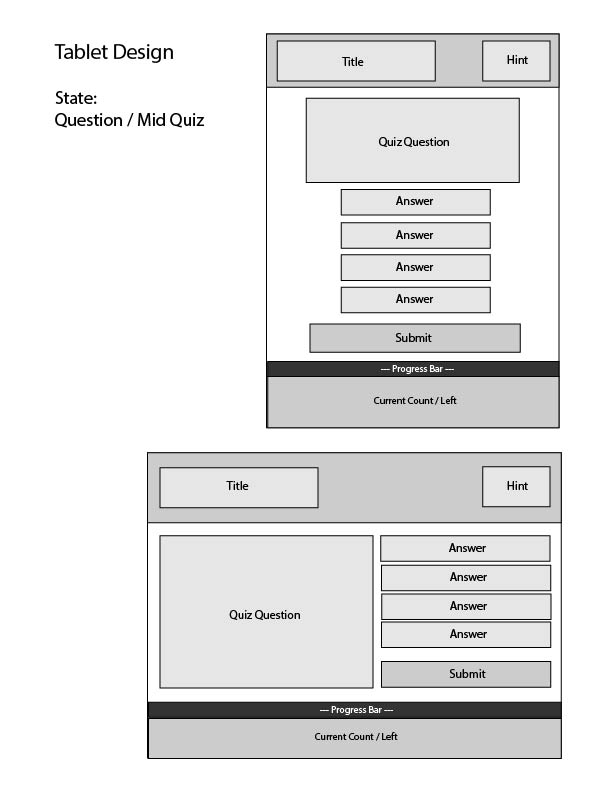 Tablet Design
State:
Question / Mid Quiz
Title
Hint
Quiz Question
Answer
Answer
Answer
Answer
Submit
--- Progress Bar ---
Current Count / Left
Title
Hint
Quiz Question
Answer
Answer
Answer
Answer
Submit
--- Progress Bar ---
Current Count / Left